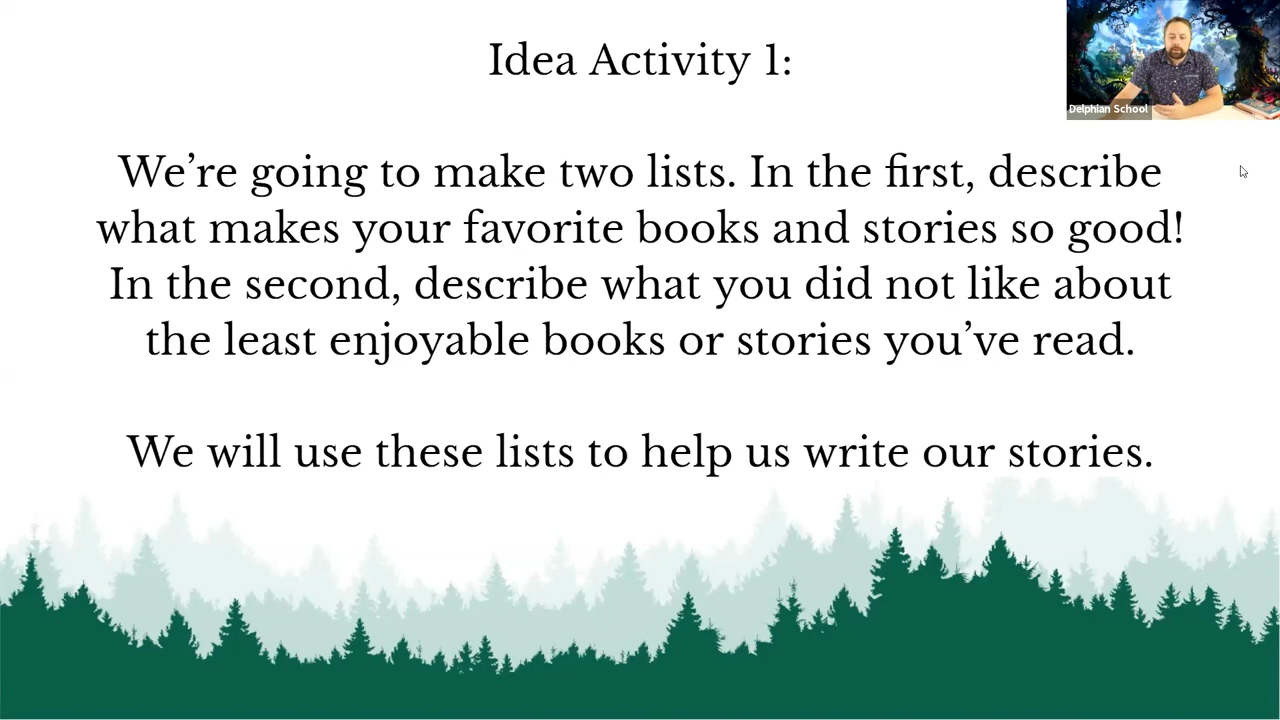 Idea Activity 1:
Delphian School
We’re going to make two lists. In the first, describe
what makes your favorite books and stories so good!
In the second, describe what you did not like about
the least enjoyable books or stories you’ve read.
We will use these lists to help us write our stories.